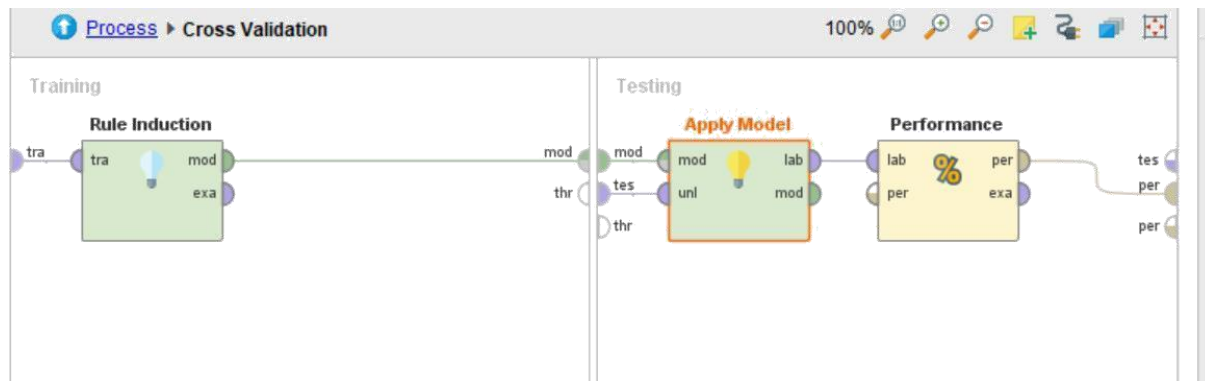 Process ▸ Cross Validation
100%
Training
Rule Induction
tra
tra
mod
exa
mod
thr
Testing
Apply Model
mod
tes
thr
mod
lab
unl
mod
Performance
lab
per
%
per
exa
tes
per
per